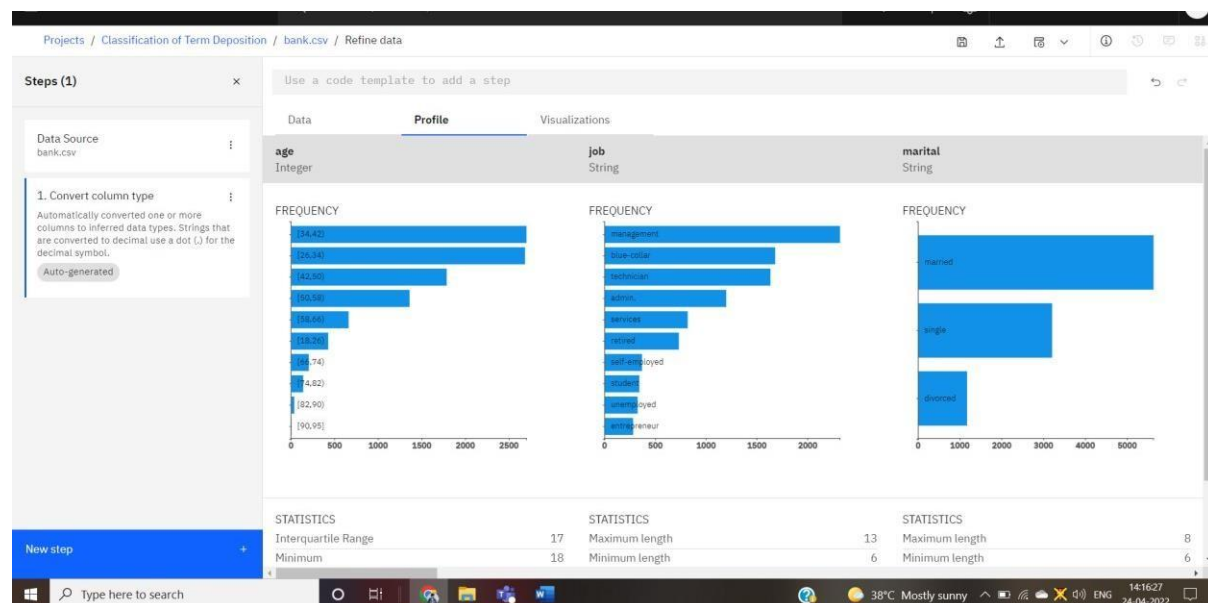 Projects / Classification of Term Deposition / bank.csv / Refine data
Steps (1)
×
Use a code template to add a step
Data
Profile
Visualizations
Data Source
bank.csv
1. Convert column type
Automatically converted one or more
columns to inferred data types. Strings that
are converted to decimal use a dot (.) for the
decimal symbol.
Auto-generated
New step +
age
Integer
FREQUENCY
[34,42)
[26,34)
[42,50)
[50,58)
[58,66)
[18,26)
[66,74)
[74,82)
[82,90)
[90,95]
0 500 1000 1500 2000 2500
STATISTICS
Interquartile Range 17
Minimum 18
job
String
FREQUENCY
management
blue-collar
technician
admin.
services
retired
self-employed
student
unemployed
entrepreneur
0 500 1000 1500 2000
STATISTICS
Maximum length 13
Minimum length 6
marital
String
FREQUENCY
married
single
divorced
0 1000 2000 3000 4000 5000
STATISTICS
Maximum length 8
Minimum length 6
Type here to search
38°C Mostly sunny
ENG
14:16:27
24-04-2022